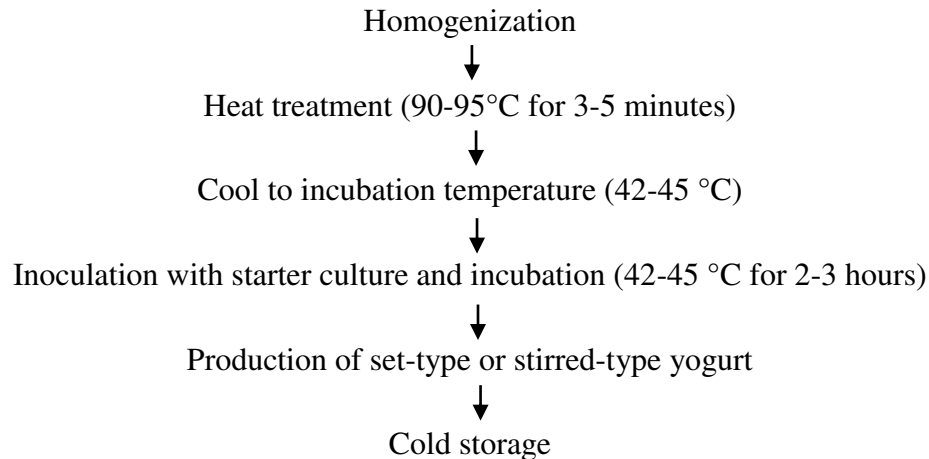 Homogenization
Heat treatment (90-95°C for 3-5 minutes)
Cool to incubation temperature (42-45 °C)
Inoculation with starter culture and incubation (42-45 °C for 2-3 hours)
Production of set-type or stirred-type yogurt
Cold storage